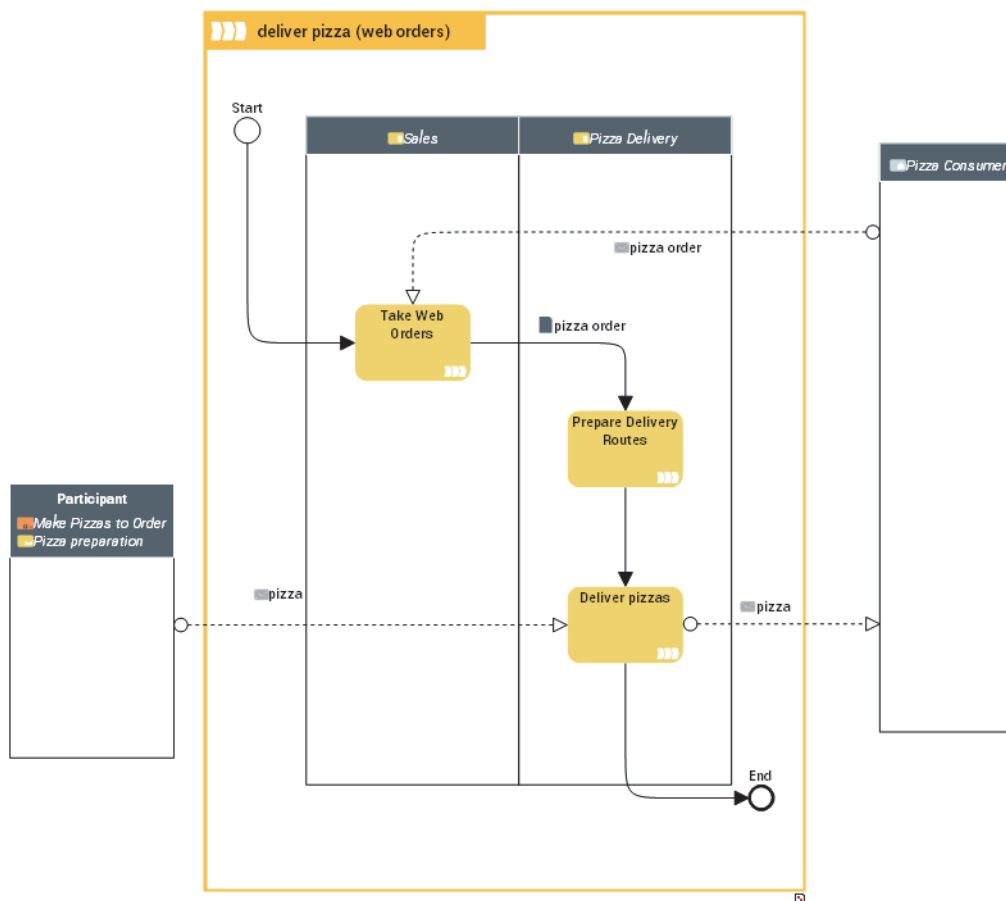 deliver pizza (web orders)
Start
Sales
Pizza Delivery
Pizza Consumer
pizza order
Take Web
Orders
pizza order
Prepare Delivery
Routes
Participant
Make Pizzas to Order
Pizza preparation
pizza
Deliver pizzas
pizza
End